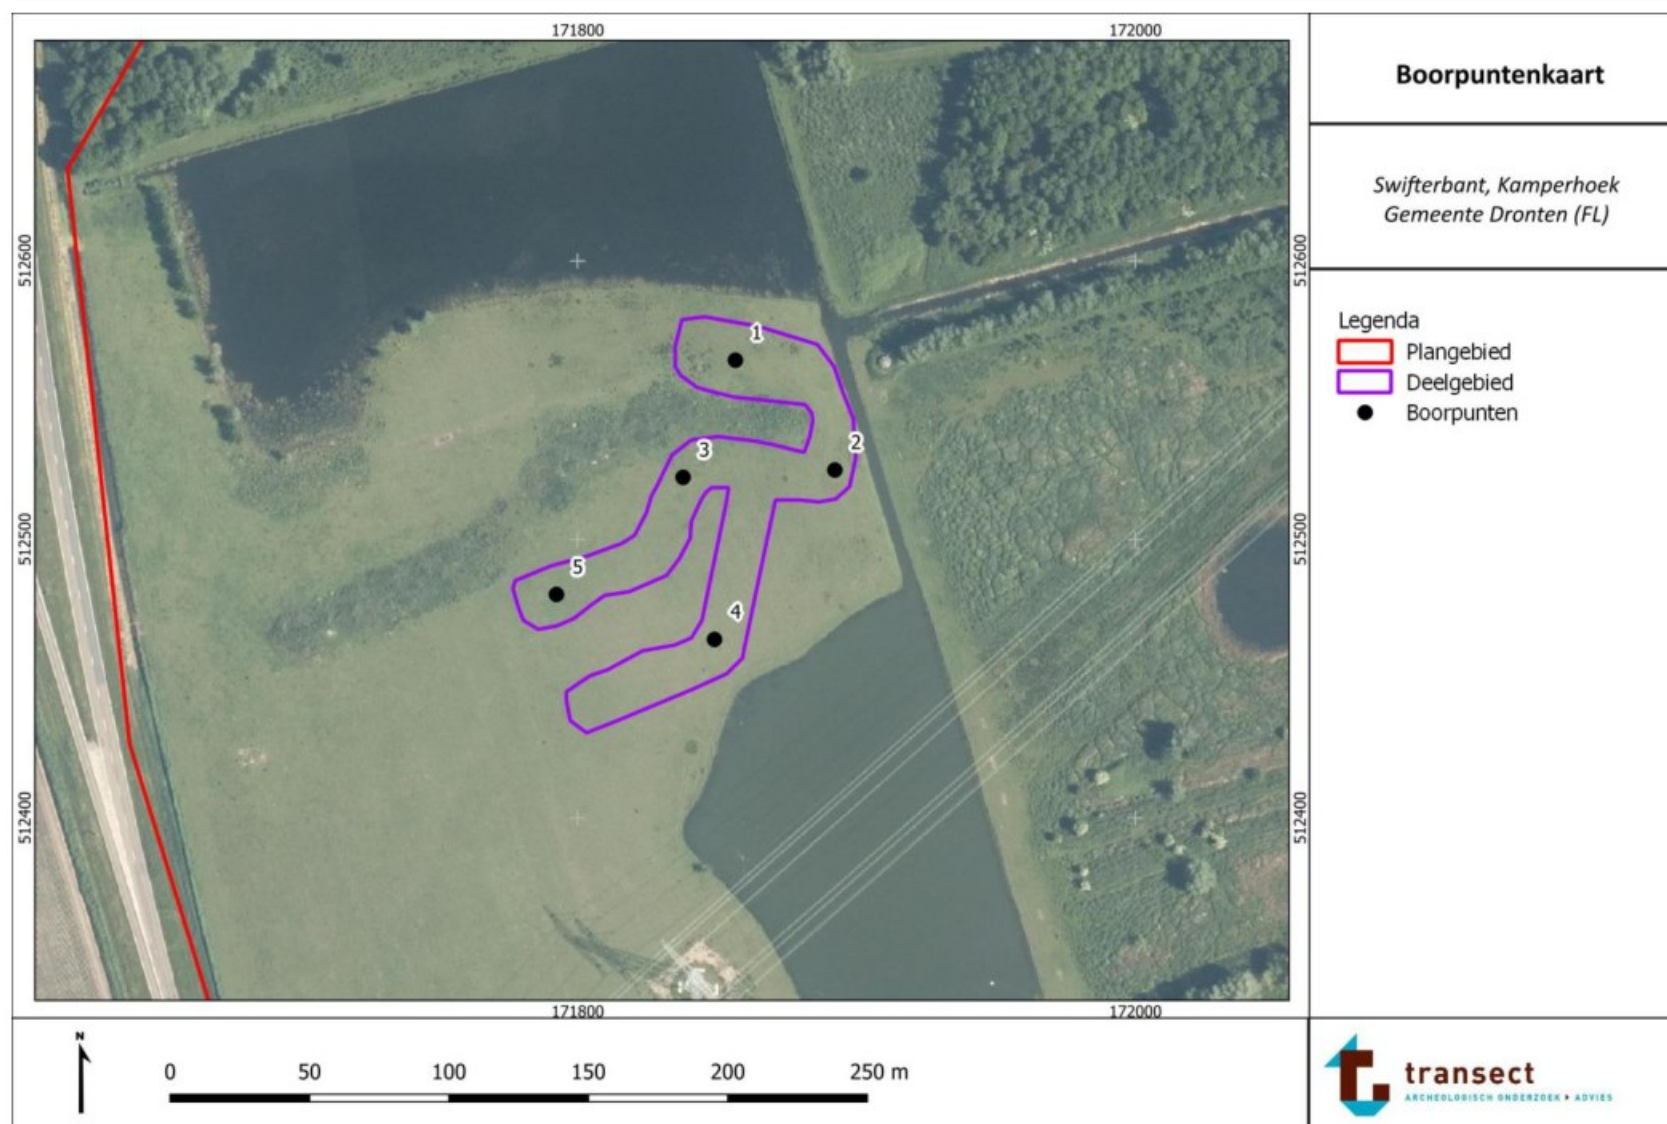 171800
172000
512600
512500
512400
1
2
3
4
5
512600
512500
512400
171800
172000
Boorpuntenkaart
Swifterbant, Kamperhoek
Gemeente Dronten (FL)
Legenda
Plangebied
Deelgebied
Boorpunten
N
0 50 100 150 200 250 m
transect
ARCHEOLOGISCH ONDERZOEK ▸ ADVIES